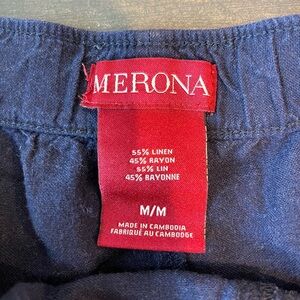 MERONA
55% LINEN
45% RAYON
55% LIN
45% RAYONNE
M/M
MADE IN CAMBODIA
FABRIQUÉ AU CAMBODGE